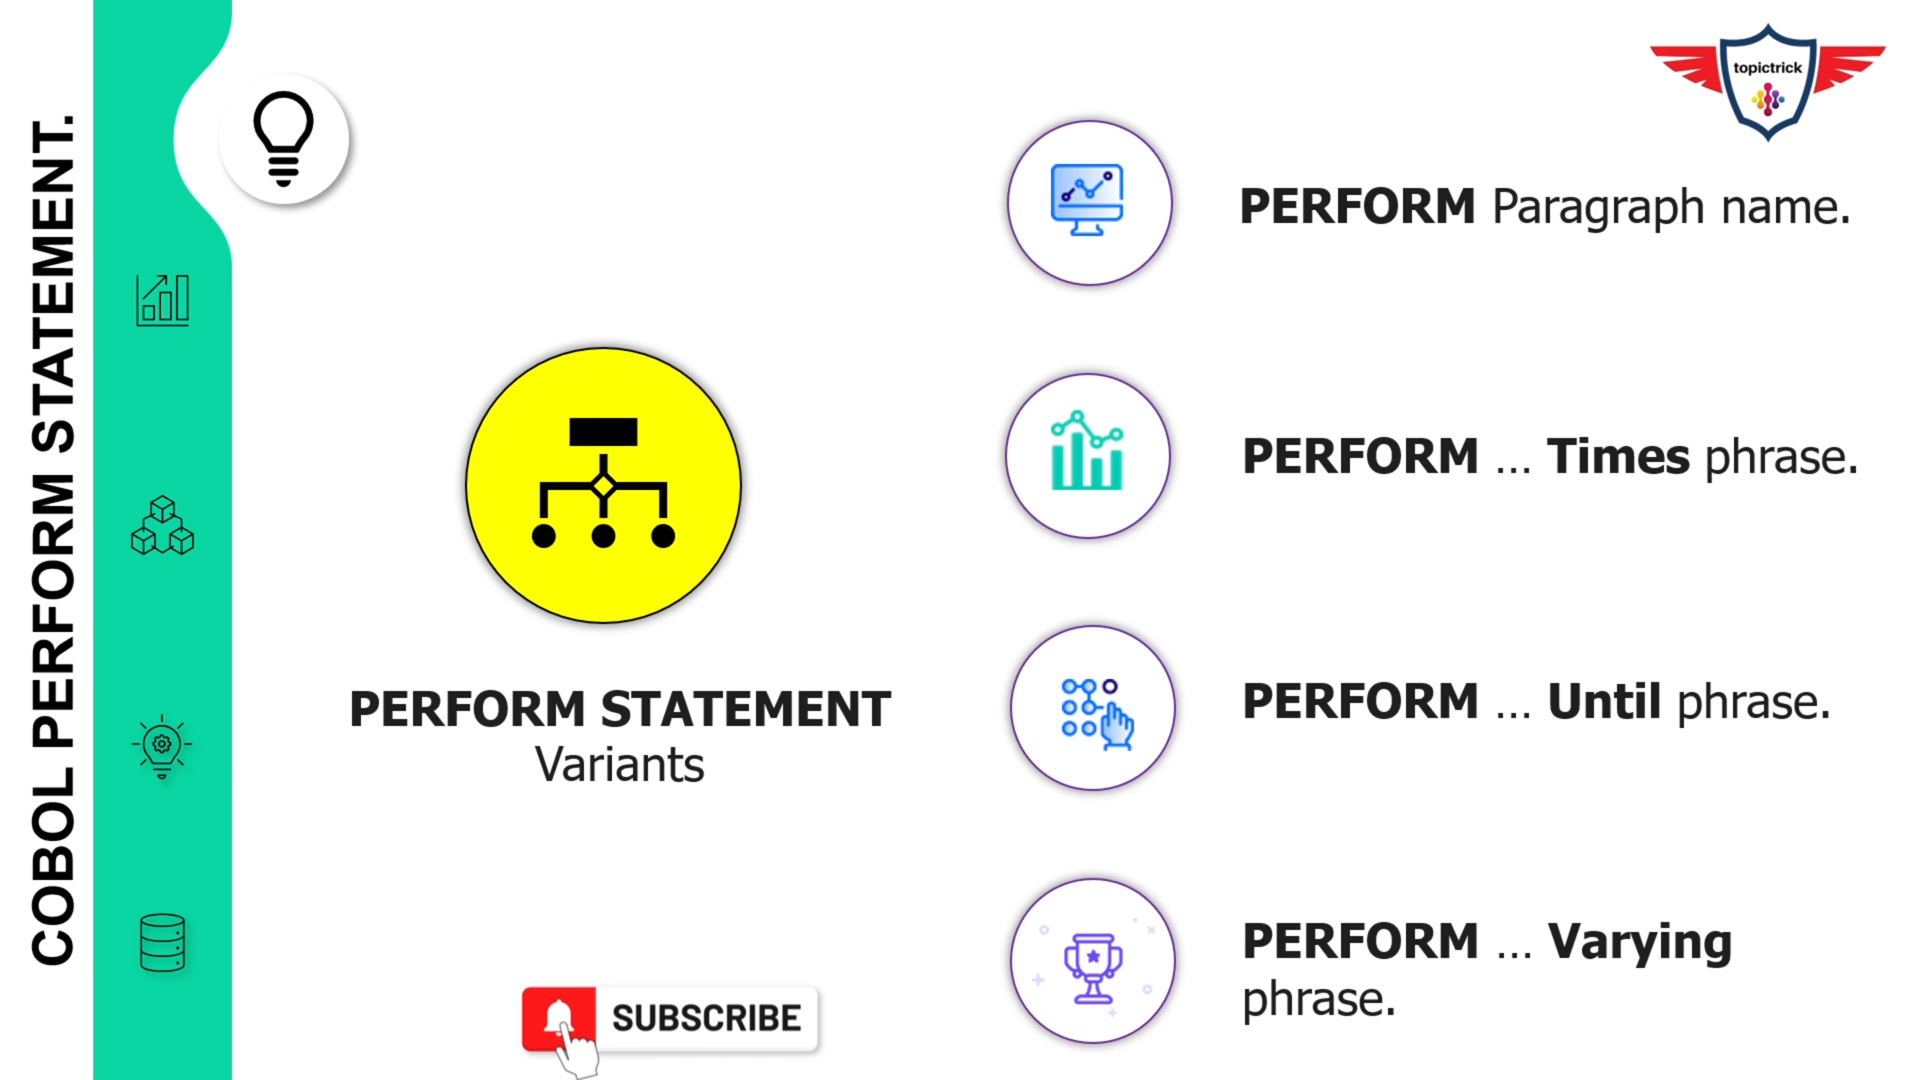 COBOL PERFORM STATEMENT.
topictrick
PERFORM Paragraph name.
PERFORM ... Times phrase.
PERFORM STATEMENT
Variants
PERFORM ... Until phrase.
PERFORM ... Varying
phrase.
SUBSCRIBE